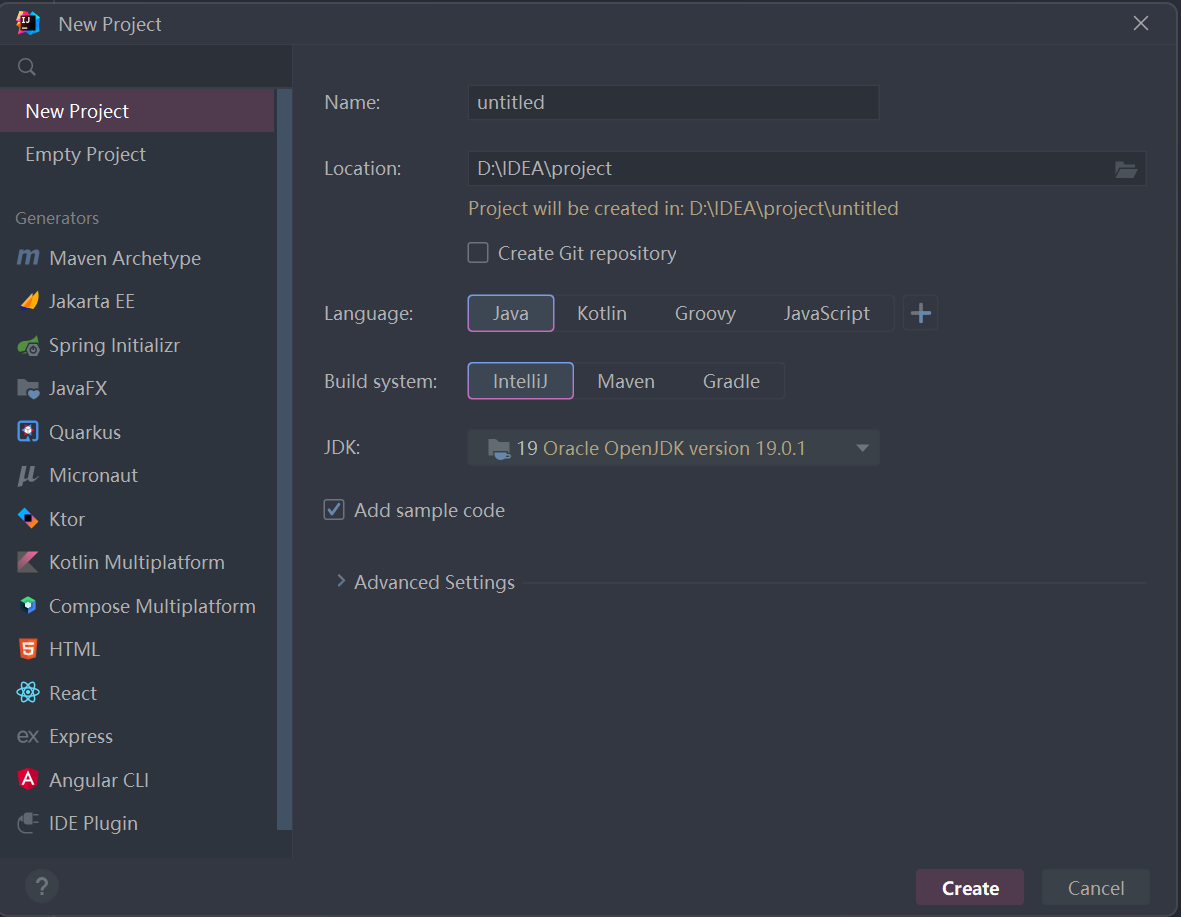 New Project
New Project
Empty Project
Generators
Maven Archetype
Jakarta EE
Spring Initializr
JavaFX
Quarkus
Micronaut
Ktor
Kotlin Multiplatform
Compose Multiplatform
HTML
React
Express
Angular CLI
IDE Plugin
Name: untitled
Location: D:\IDEA\project
Project will be created in: D:\IDEA\project\untitled
Create Git repository
Language: Java Kotlin Groovy JavaScript
Build system: IntelliJ Maven Gradle
JDK: 19 Oracle OpenJDK version 19.0.1
Add sample code
Advanced Settings
? Create Cancel